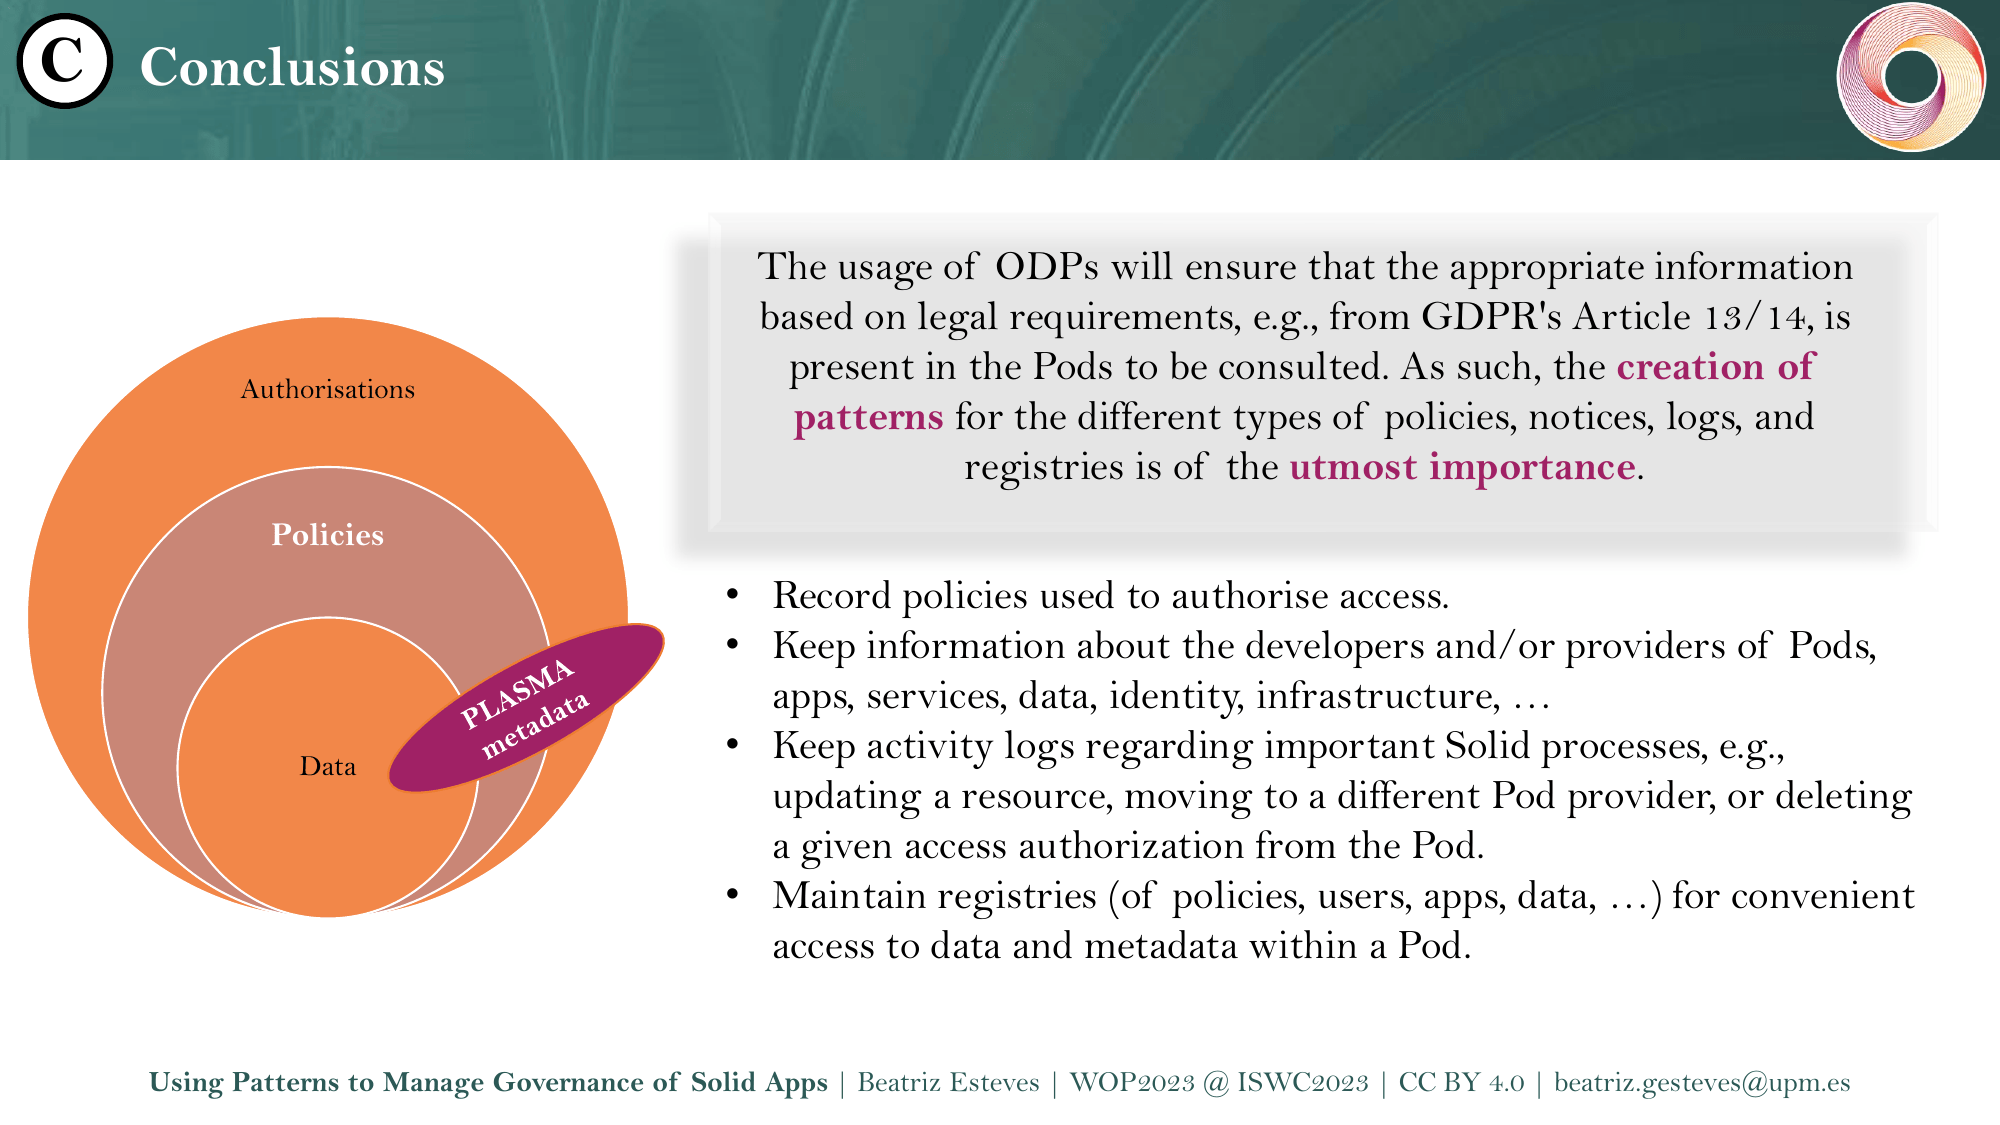 C
Conclusions
Authorisations
Policies
PLASMA
metadata
Data
The usage of ODPs will ensure that the appropriate information
based on legal requirements, e.g., from GDPR's Article 13/14, is
present in the Pods to be consulted. As such, the creation of
patterns for the different types of policies, notices, logs, and
registries is of the utmost importance.
• Record policies used to authorise access.
• Keep information about the developers and/or providers of Pods,
apps, services, data, identity, infrastructure, …
• Keep activity logs regarding important Solid processes, e.g.,
updating a resource, moving to a different Pod provider, or deleting
a given access authorization from the Pod.
• Maintain registries (of policies, users, apps, data, …) for convenient
access to data and metadata within a Pod.
Using Patterns to Manage Governance of Solid Apps | Beatriz Esteves | WOP2023 @ ISWC2023 | CC BY 4.0 | beatriz.gesteves@upm.es